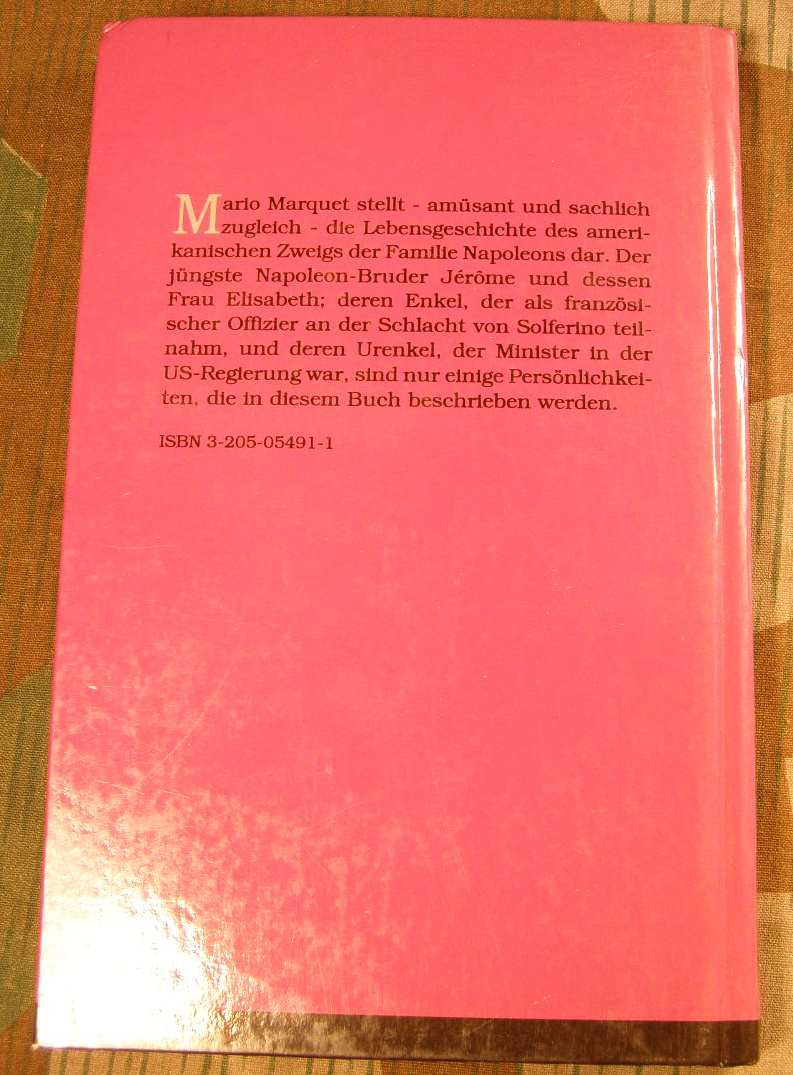 Mario Marquet stellt - amüsant und sachlich
zugleich - die Lebensgeschichte des ameri-
kanischen Zweigs der Familie Napoleons dar. Der
jüngste Napoleon-Bruder Jérôme und dessen
Frau Elisabeth; deren Enkel, der als französi-
scher Offizier an der Schlacht von Solferino teil-
nahm, und deren Urenkel, der Minister in der
US-Regierung war, sind nur einige Persönlichkei-
ten, die in diesem Buch beschrieben werden.
ISBN 3-205-05491-1